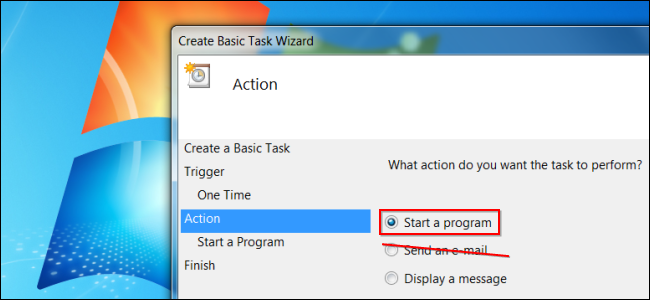 Create Basic Task Wizard
Action
Create a Basic Task
Trigger
One Time
Action
Start a Program
Finish
What action do you want the task to perform?
Start a program
Send an e-mail
Display a message